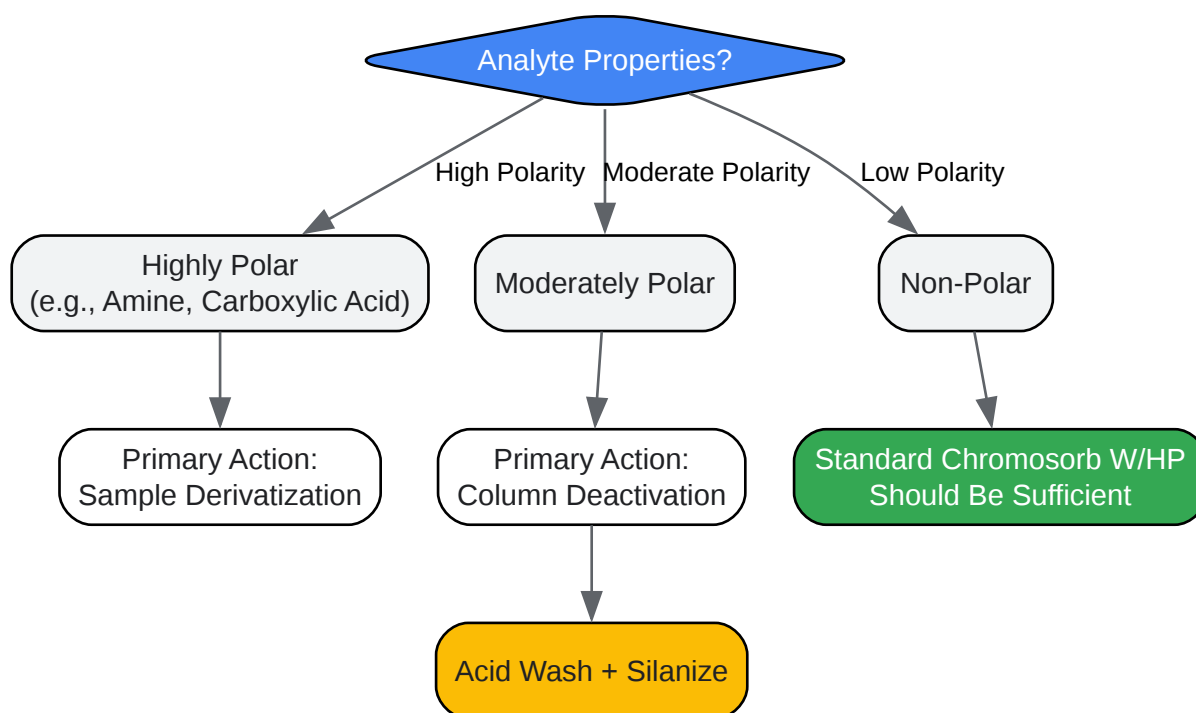 Analyte Properties?
High Polarity
Moderate Polarity
Low Polarity
Highly Polar
(e.g., Amine, Carboxylic Acid)
Moderately Polar
Non-Polar
Primary Action:
Sample Derivatization
Primary Action:
Column Deactivation
Standard Chromosorb W/HP
Should Be Sufficient
Acid Wash + Silanize